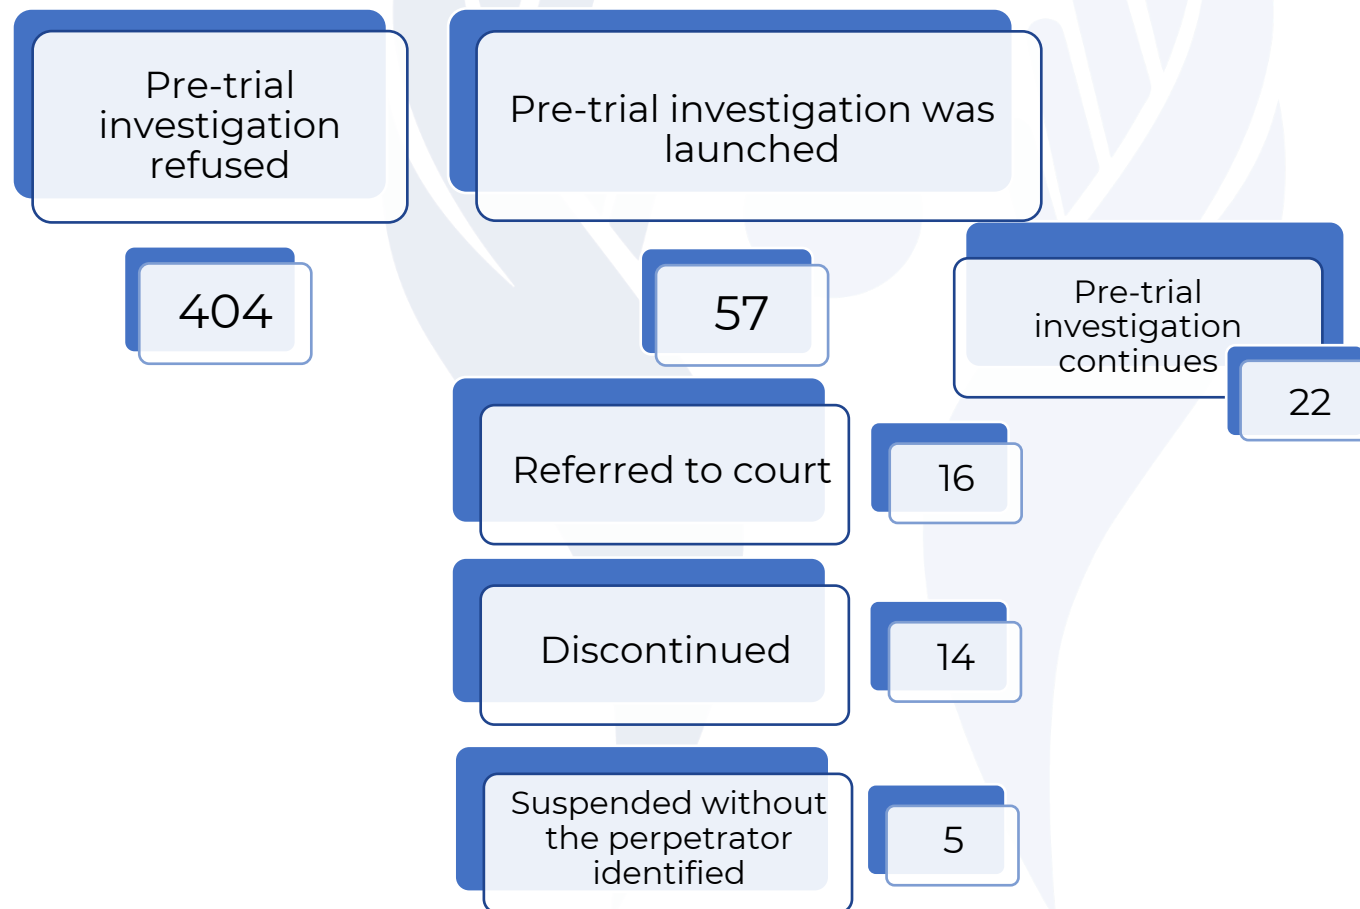 Pre-trial
investigation
refused
404
Pre-trial investigation was
launched
57
Pre-trial
investigation
continues
22
Referred to court
16
Discontinued
14
Suspended without
the perpetrator
identified
5